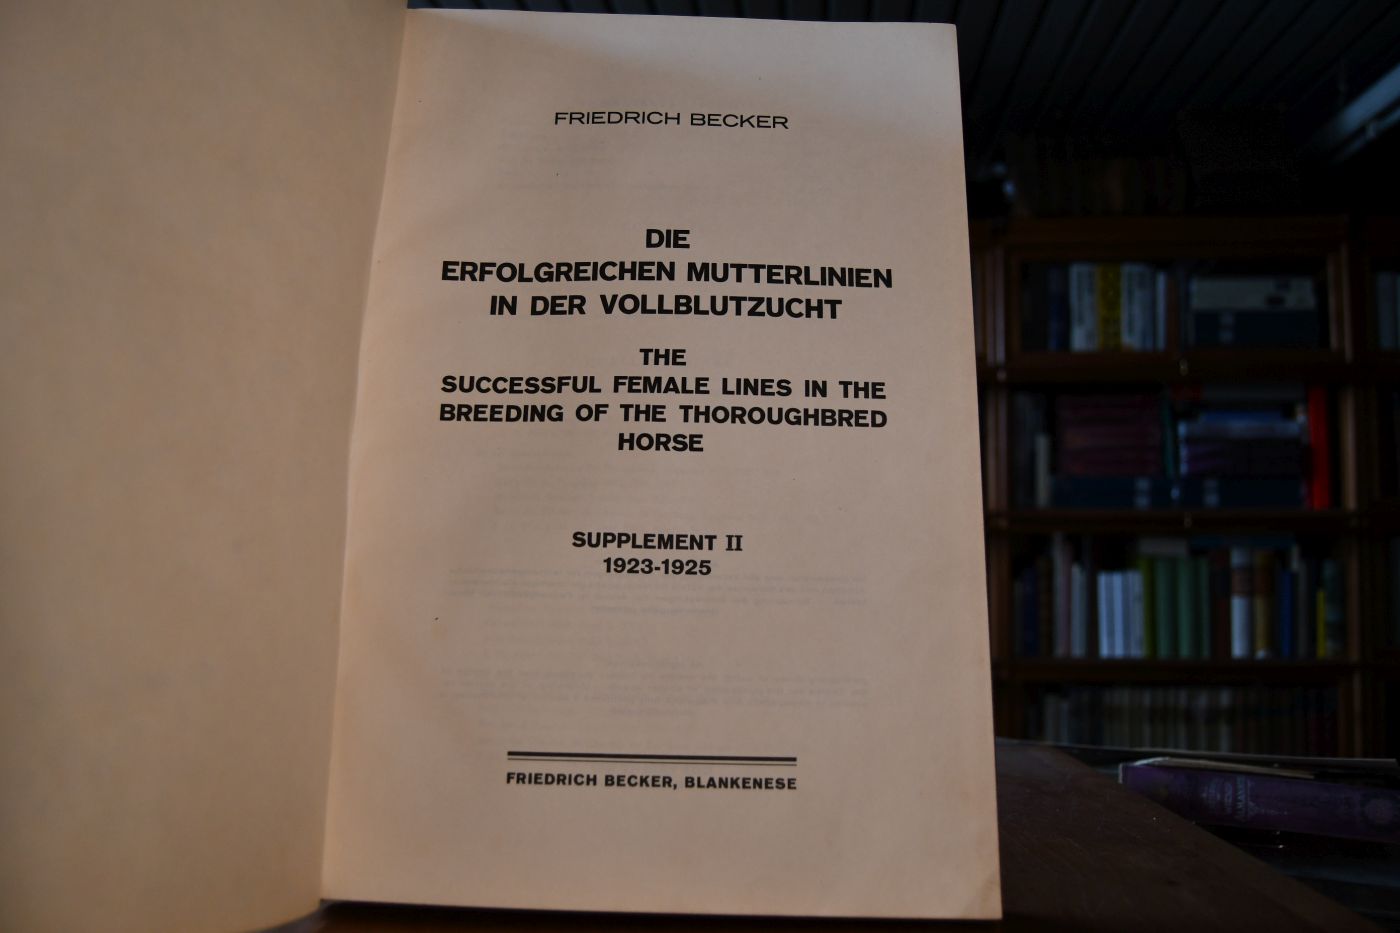 FRIEDRICH BECKER
DIE
ERFOLGREICHEN MUTTERLINIEN
IN DER VOLLBLUTZUCHT
THE
SUCCESSFUL FEMALE LINES IN THE
BREEDING OF THE THOROUGHBRED
HORSE
SUPPLEMENT II
1923-1925
FRIEDRICH BECKER, BLANKENESE